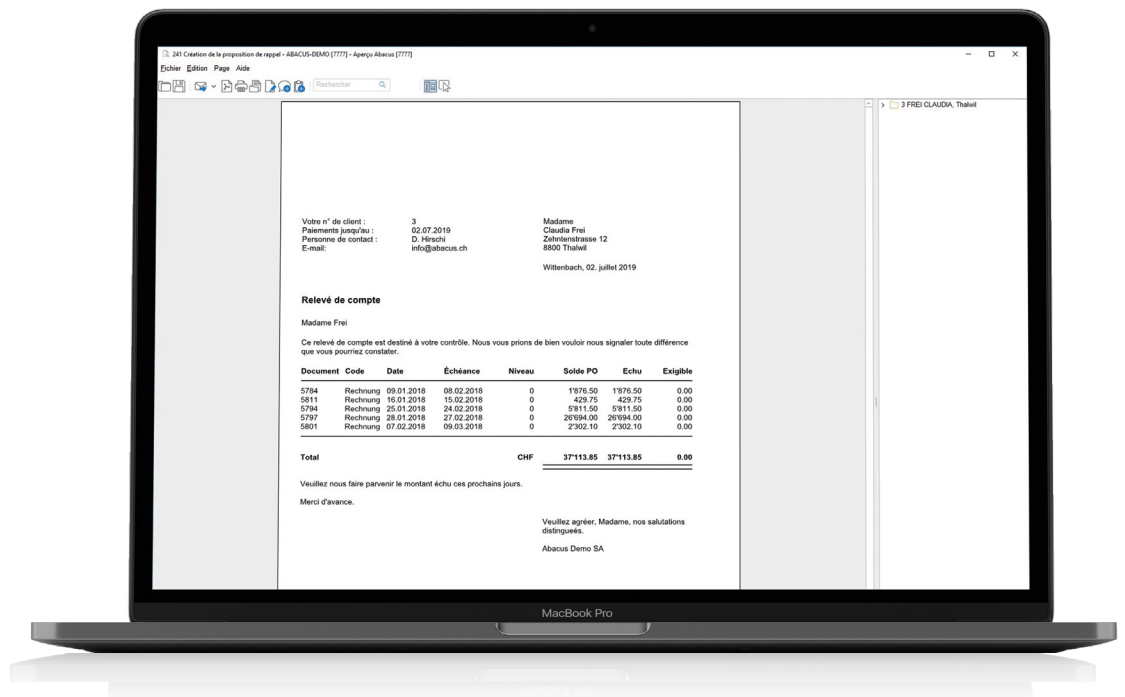 241 Création de la proposition de rappel - ABACUS-DEMO [7777] - Aperçu Abacus [7777]
Fichier Edition Page Aide
Rechercher
3 FREI CLAUDIA, Thalwil
Votre n° de client : 3
Paiements jusqu'au : 02.07.2019
Personne de contact : D. Hirschi
E-mail: info@abacus.ch
Madame
Claudia Frei
Zehntenstrasse 12
8800 Thalwil
Wittenbach, 02. juillet 2019
Relevé de compte
Madame Frei
Ce relevé de compte est destiné à votre contrôle. Nous vous prions de bien vouloir nous signaler toute différence
que vous pourriez constater.
Document Code Date Échéance Niveau Solde PO Echu Exigible
5784 Rechnung 09.01.2018 08.02.2018 0 1'876.50 1'876.50 0.00
5811 Rechnung 16.01.2018 15.02.2018 0 429.75 429.75 0.00
5794 Rechnung 25.01.2018 24.02.2018 0 5'811.50 5'811.50 0.00
5797 Rechnung 28.01.2018 27.02.2018 0 26'694.00 26'694.00 0.00
5801 Rechnung 07.02.2018 09.03.2018 0 2'302.10 2'302.10 0.00
Total CHF 37'113.85 37'113.85 0.00
Veuillez nous faire parvenir le montant échu ces prochains jours.
Merci d'avance.
Veuillez agréer, Madame, nos salutations
distingueés.
Abacus Demo SA
MacBook Pro